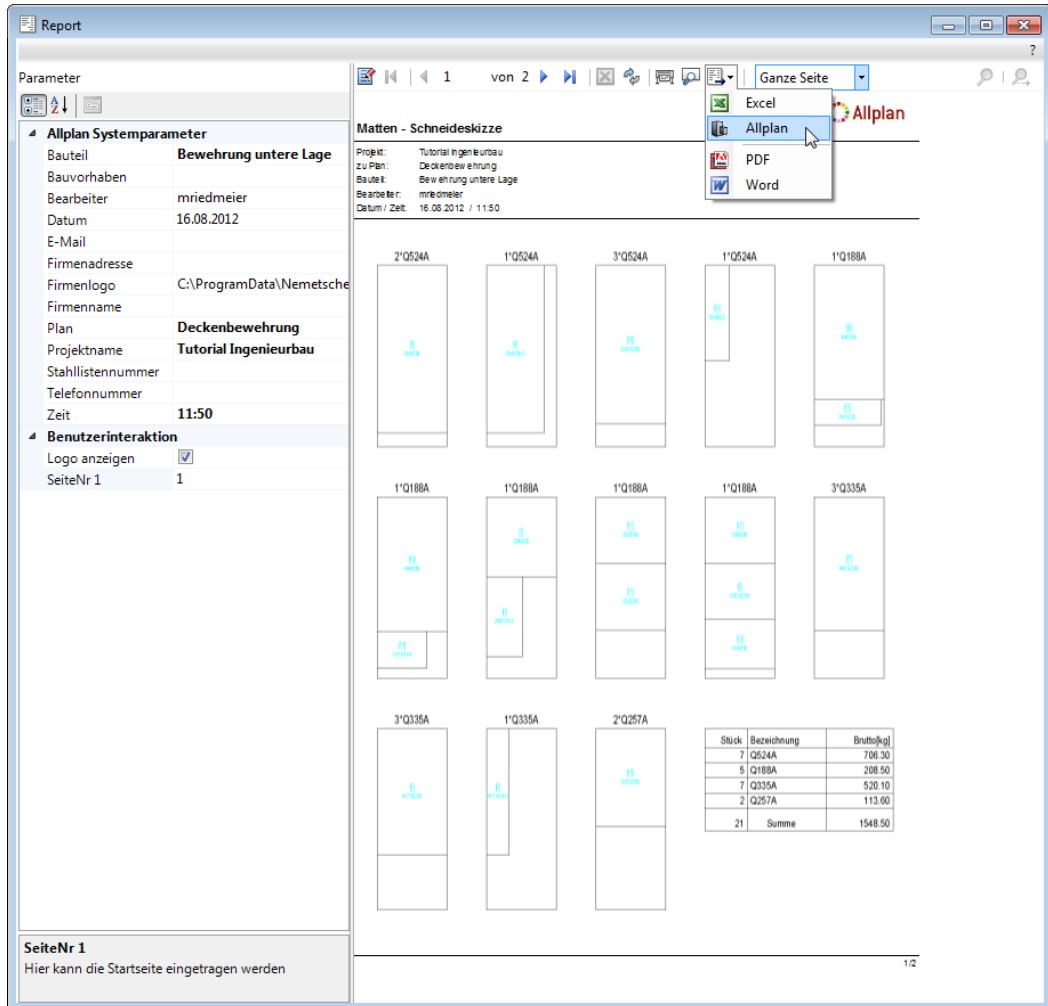 Report
?
Parameter
1 von 2
Ganze Seite
Excel
Allplan
PDF
Word
Allplan Systemparameter
Bauteil Bewehrung untere Lage
Bauvorhaben
Bearbeiter mriedmeier
Datum 16.08.2012
E-Mail
Firmenadresse
Firmenlogo C:\ProgramData\Nemetsche
Firmenname
Plan Deckenbewehrung
Projektname Tutorial Ingenieurbau
Stahllistennummer
Telefonnummer
Zeit 11:50
Benutzerinteraktion
Logo anzeigen
SeiteNr 1 1
SeiteNr 1
Hier kann die Startseite eingetragen werden
Allplan
Matten - Schneideskizze
Projekt: Tutorial Ingenieurbau
zu Plan: Deckenbewehrung
Bauteil: Bewehrung untere Lage
Bearbeiter: mriedmeier
Datum / Zeit: 16.08.2012 / 11:50
2*Q524A 1*Q524A 3*Q524A 1*Q524A 1*Q188A
1*Q188A 1*Q188A 1*Q188A 1*Q188A 3*Q335A
3*Q335A 1*Q335A 2*Q257A
Stück Bezeichnung Brutto[kg]
7 Q524A 706.30
5 Q188A 208.50
7 Q335A 520.10
2 Q257A 113.60
21 Summe 1548.50
1/2